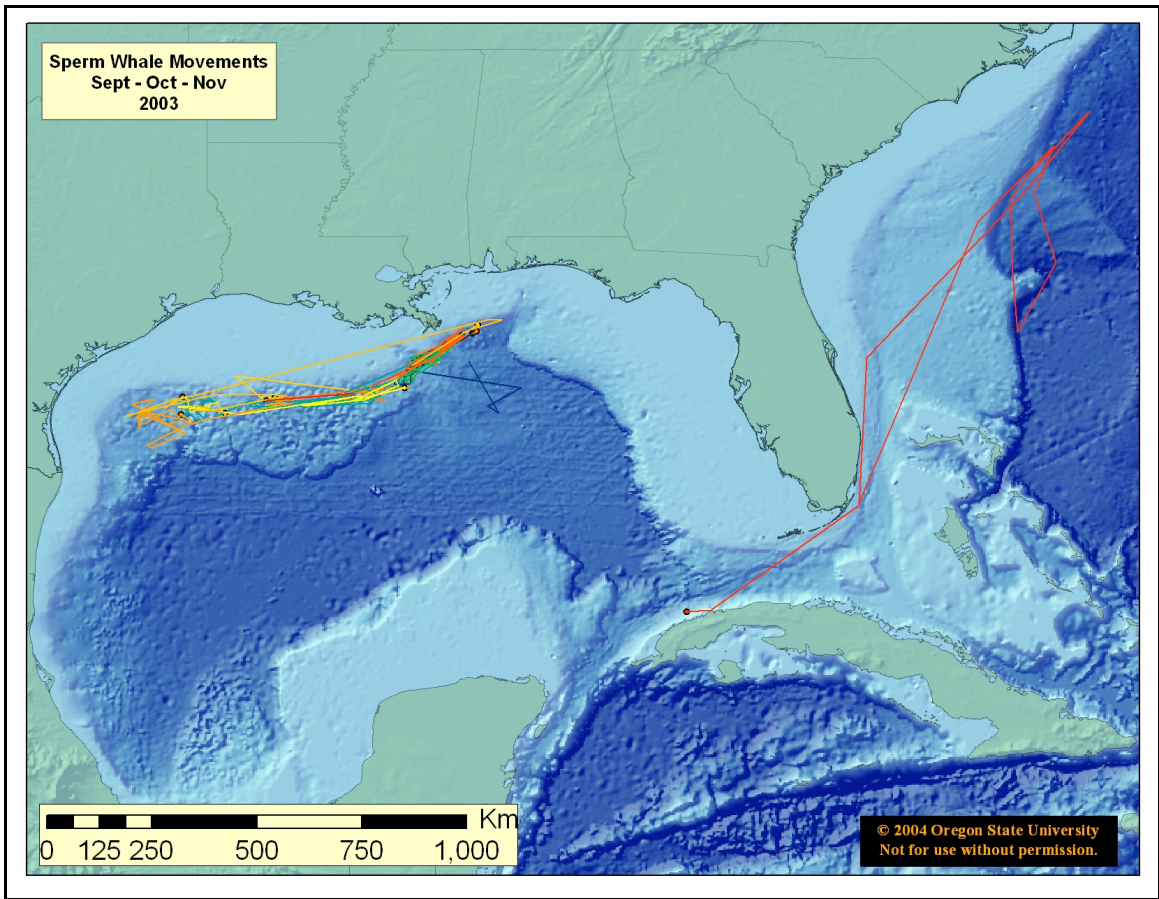 Sperm Whale Movements
Sept - Oct - Nov
2003
Km
0 125 250 500 750 1,000
© 2004 Oregon State University
Not for use without permission.